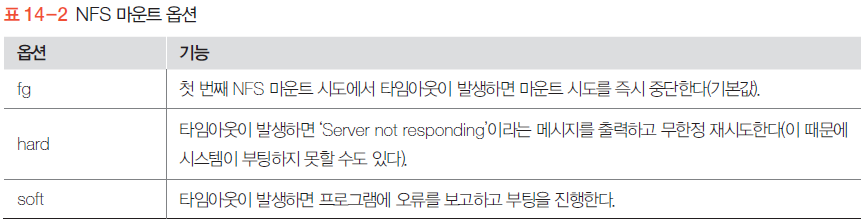 표 14-2 NFS 마운트 옵션
옵션 기능
fg 첫 번째 NFS 마운트 시도에서 타임아웃이 발생하면 마운트 시도를 즉시 중단한다(기본값).
hard 타임아웃이 발생하면 ‘Server not responding’이라는 메시지를 출력하고 무한정 재시도한다(이 때문에
시스템이 부팅하지 못할 수도 있다).
soft 타임아웃이 발생하면 프로그램에 오류를 보고하고 부팅을 진행한다.